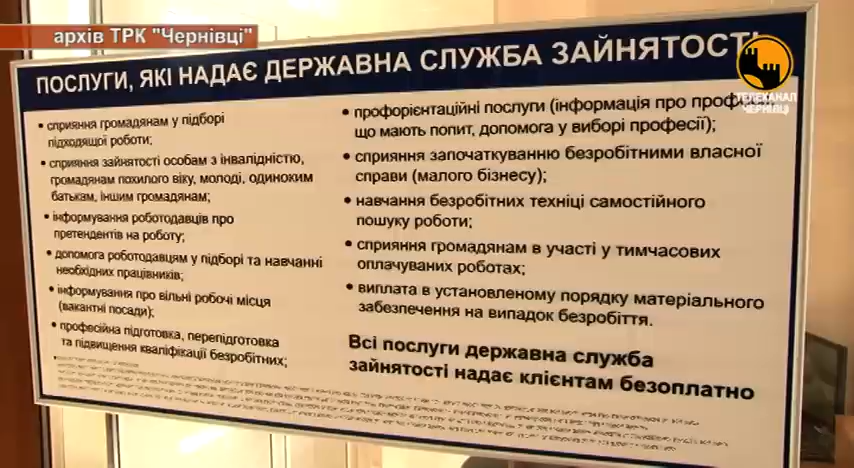 архів ТРК "Чернівці"
ТЕЛЕКАНАЛ
ЧЕРНІВЦІ
ПОСЛУГИ, ЯКІ НАДАЄ ДЕРЖАВНА СЛУЖБА ЗАЙНЯТОСТІ
• сприяння громадянам у підборі
підходящої роботи;
• сприяння зайнятості особам з інвалідністю,
громадянам похилого віку, молоді, одиноким
батькам, іншим громадянам;
• інформування роботодавців про
претендентів на роботу;
• допомога роботодавцям у підборі та навчанні
необхідних працівників;
• інформування про вільні робочі місця
(вакантні посади);
• професійна підготовка, перепідготовка
та підвищення кваліфікації безробітних;
• профорієнтаційні послуги (інформація про професії,
що мають попит, допомога у виборі професії);
• сприяння започаткуванню безробітними власної
справи (малого бізнесу);
• навчання безробітних техніці самостійного
пошуку роботи;
• сприяння громадянам в участі у тимчасових
оплачуваних роботах;
• виплата в установленому порядку матеріального
забезпечення на випадок безробіття.
Всі послуги державна служба
зайнятості надає клієнтам безоплатно